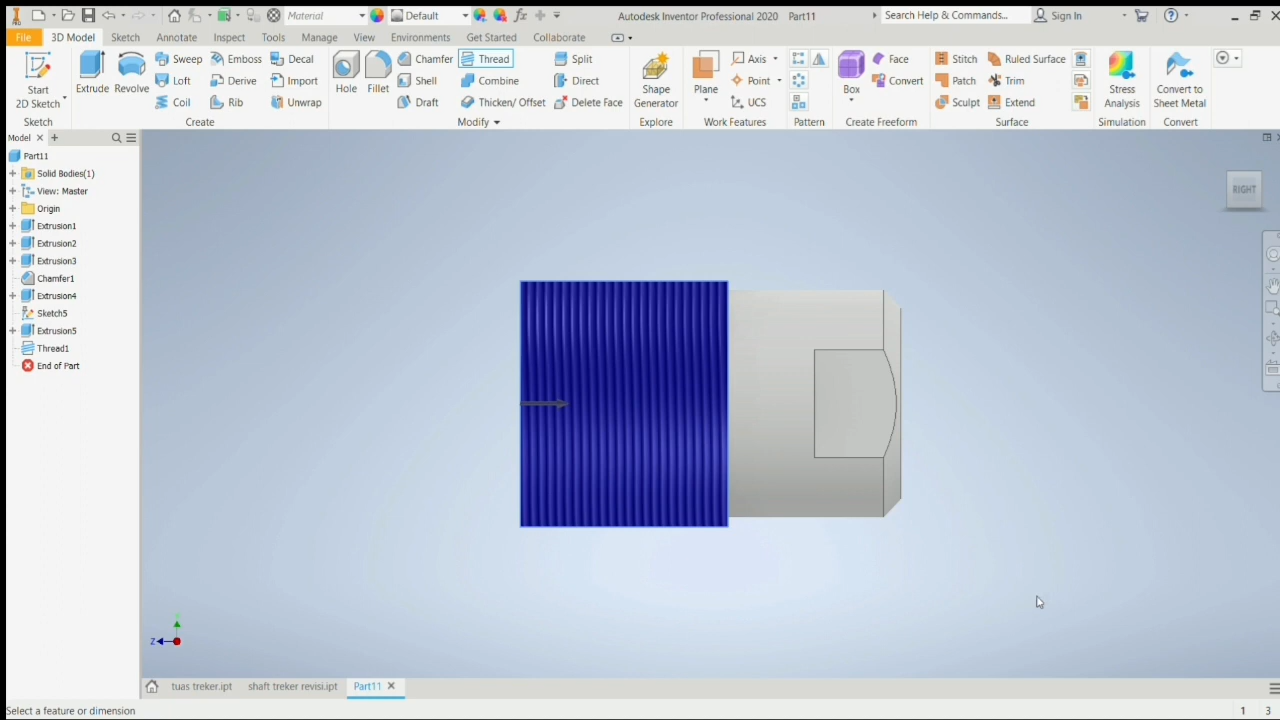 Material Default fx Autodesk Inventor Professional 2020 Part11 Search Help & Commands... Sign In
File 3D Model Sketch Annotate Inspect Tools Manage View Environments Get Started Collaborate
Start 2D Sketch
Extrude
Revolve
Sweep Emboss Decal
Loft Derive Import
Coil Rib Unwrap
Hole
Fillet
Chamfer Thread Split
Shell Combine Direct
Draft Thicken/ Offset Delete Face
Shape Generator
Plane
Axis
Point
UCS
Box
Face
Convert
Stitch Ruled Surface
Patch Trim
Sculpt Extend
Stress Analysis
Convert to Sheet Metal
Sketch Create Modify Explore Work Features Pattern Create Freeform Surface Simulation Convert
Model
Part11
Solid Bodies(1)
View: Master
Origin
Extrusion1
Extrusion2
Extrusion3
Chamfer1
Extrusion4
Sketch5
Extrusion5
Thread1
End of Part
RIGHT
Z
tuas treker.ipt shaft treker revisi.ipt Part11
Select a feature or dimension 1 3